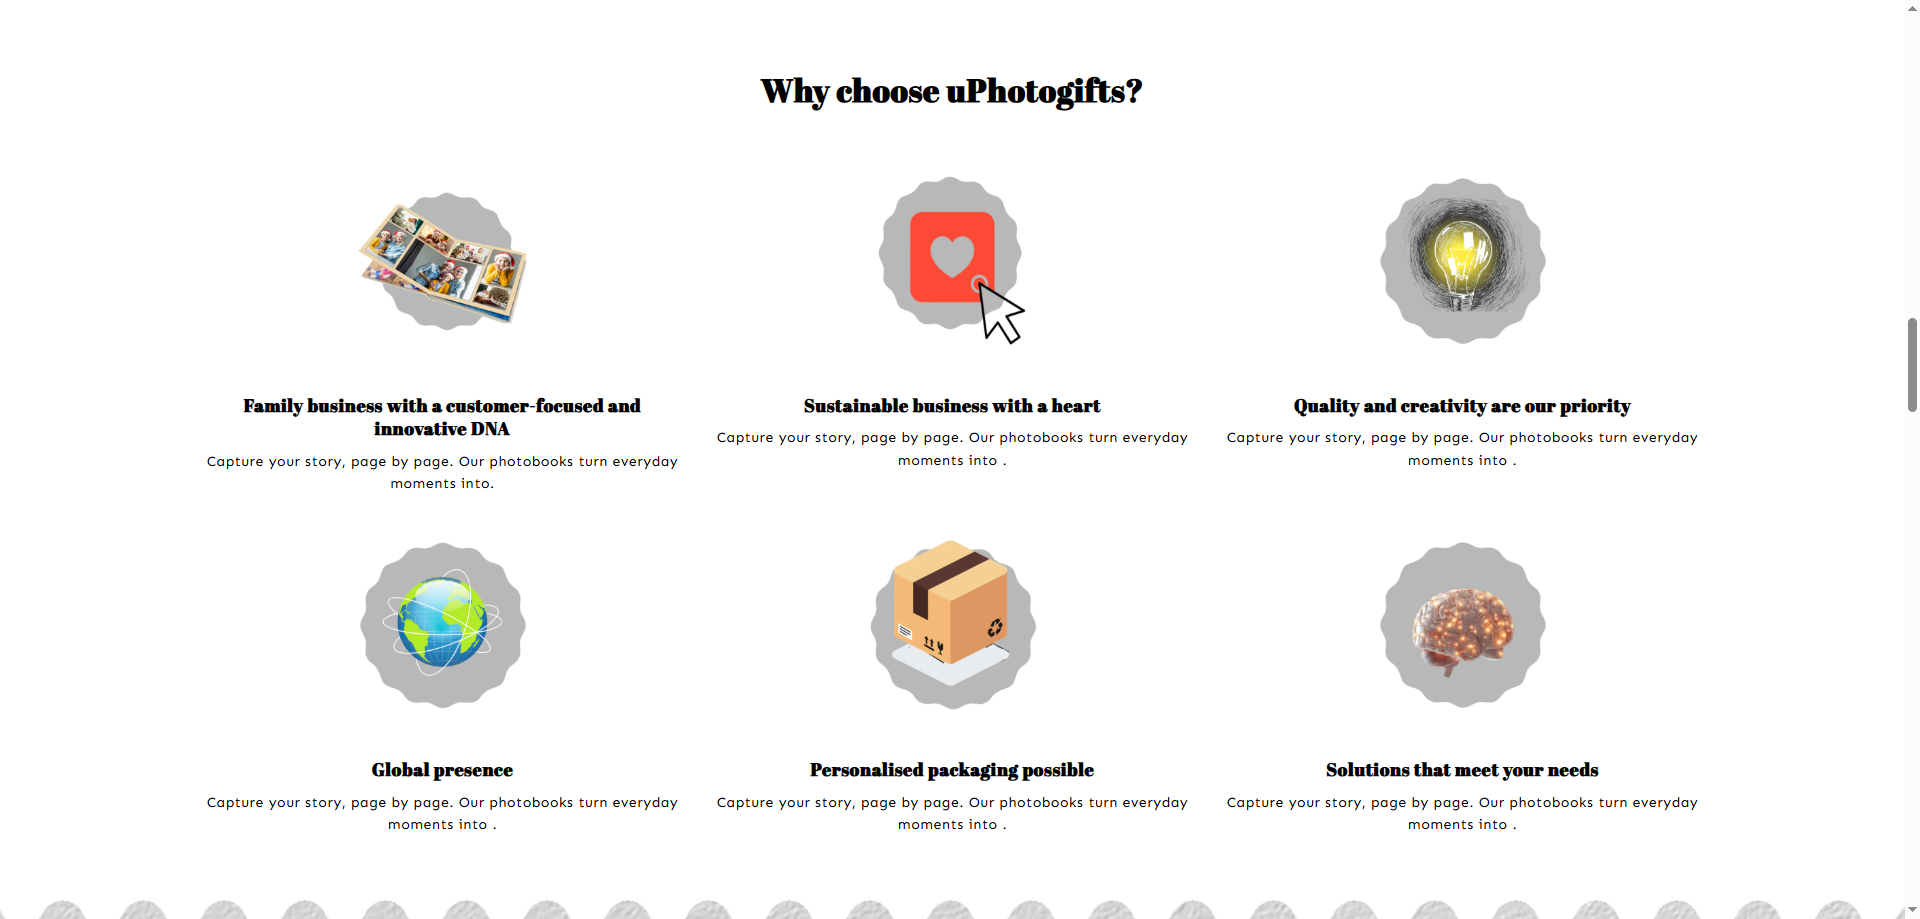 Why choose uPhotogifts?
Family business with a customer-focused and
innovative DNA
Capture your story, page by page. Our photobooks turn everyday
moments into.
Sustainable business with a heart
Capture your story, page by page. Our photobooks turn everyday
moments into .
Quality and creativity are our priority
Capture your story, page by page. Our photobooks turn everyday
moments into .
Global presence
Capture your story, page by page. Our photobooks turn everyday
moments into .
Personalised packaging possible
Capture your story, page by page. Our photobooks turn everyday
moments into .
Solutions that meet your needs
Capture your story, page by page. Our photobooks turn everyday
moments into .